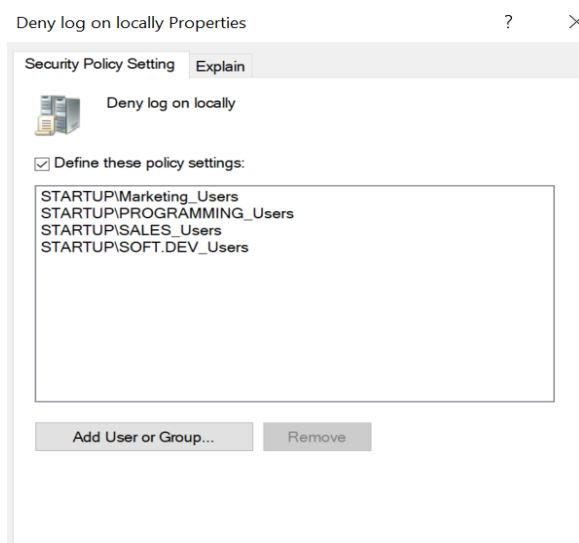 Deny log on locally Properties
?
Security Policy Setting
Explain
Deny log on locally
Define these policy settings:
STARTUP\Marketing_Users
STARTUP\PROGRAMMING_Users
STARTUP\SALES_Users
STARTUP\SOFT.DEV_Users
Add User or Group...
Remove